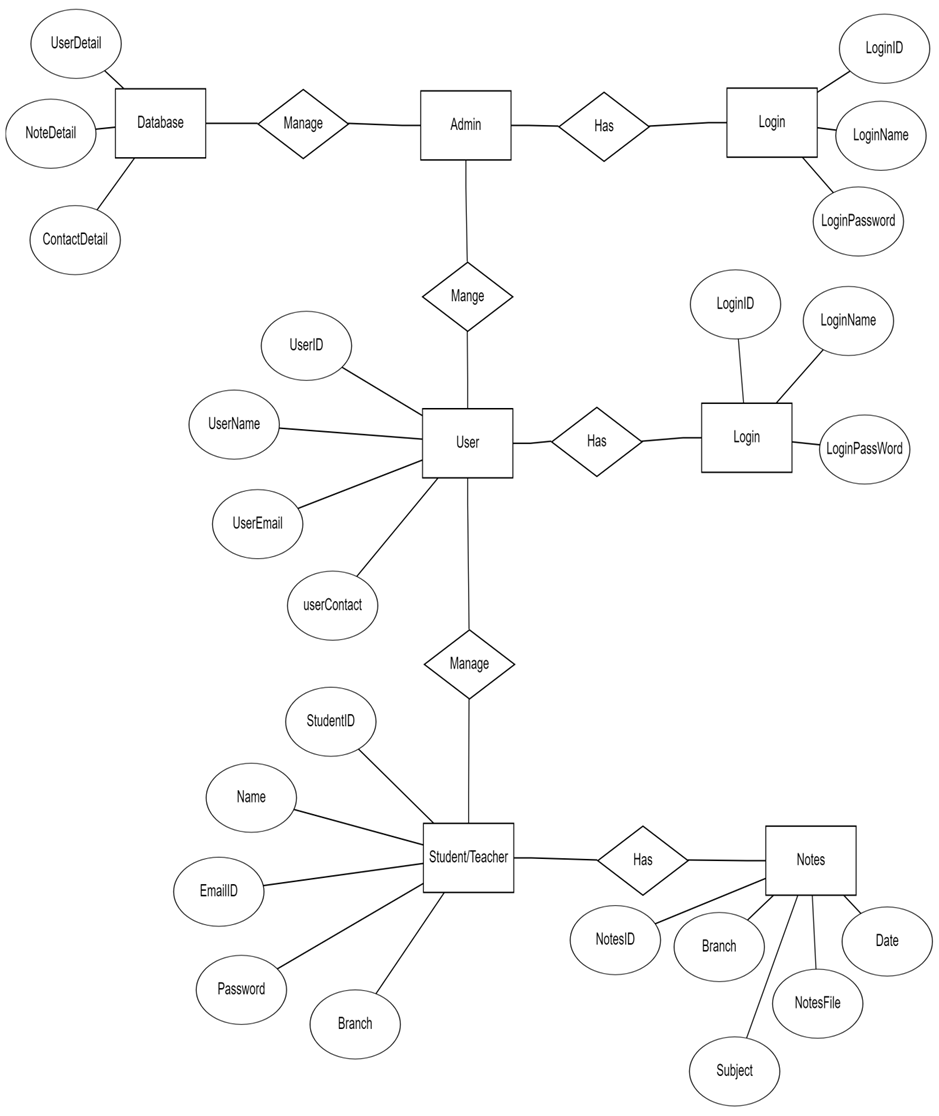 UserDetail
LoginID
Database
Manage
Admin
Has
Login
NoteDetail
LoginName
LoginPassword
ContactDetail
Mange
LoginID
LoginName
UserID
UserName
User
Has
Login
LoginPassWord
UserEmail
userContact
Manage
StudentID
Name
Student/Teacher
Has
Notes
EmailID
NotesID
Branch
Date
Password
NotesFile
Branch
Subject